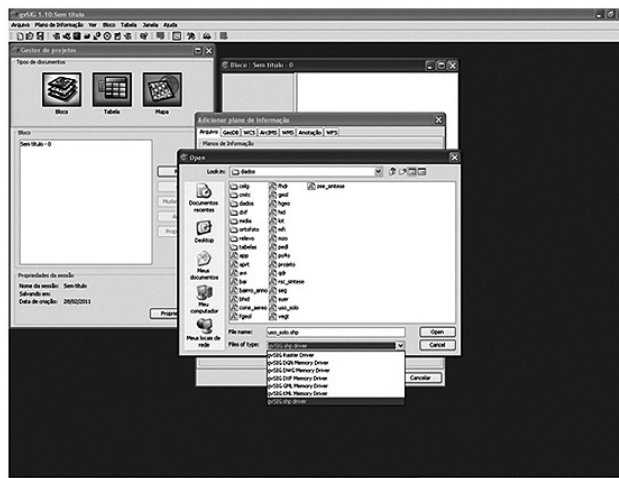 gvSIG 1.10:Sem título
Arquivo Plano de Informação Ver Bloco Tabela Janela Ajuda
Gestor de projetos
Tipos de documentos
Bloco Tabela Mapa
Bloco
Sem título - 0
Propriedades da sessão
Nome da sessão: Sem título
Salvando em:
Data de criação: 28/02/2011
Bloco : Sem título - 0
Adicionar plano de informação
Arquivo GeoDB WCS ArcIMS WMS Anotação WFS
Planos de Informação
Open
Look in: dados
Documentos recentes
Desktop
Meus documentos
Meu computador
Meus locais de rede
celig
dados
dxf
midia
ortofoto
relevo
tabelas
app
aprt
avi
bai
bairro_anno
bhid
cone_aereo
fgeol
fhdr
geol
hgeo
hid
lot
mfi
pedl
projeto
qdr
rsc_sintese
seg
suer
uso_solo
vegt
zee_sintese
File name: uso_solo.shp
Open
Files of type: gvSIG shp driver
Cancel
gvSIG Raster Driver
gvSIG DGN Memory Driver
gvSIG DWG Memory Driver
gvSIG DXF Memory Driver
gvSIG GML Memory Driver
gvSIG KML Memory Driver
gvSIG shp driver
Cancelar